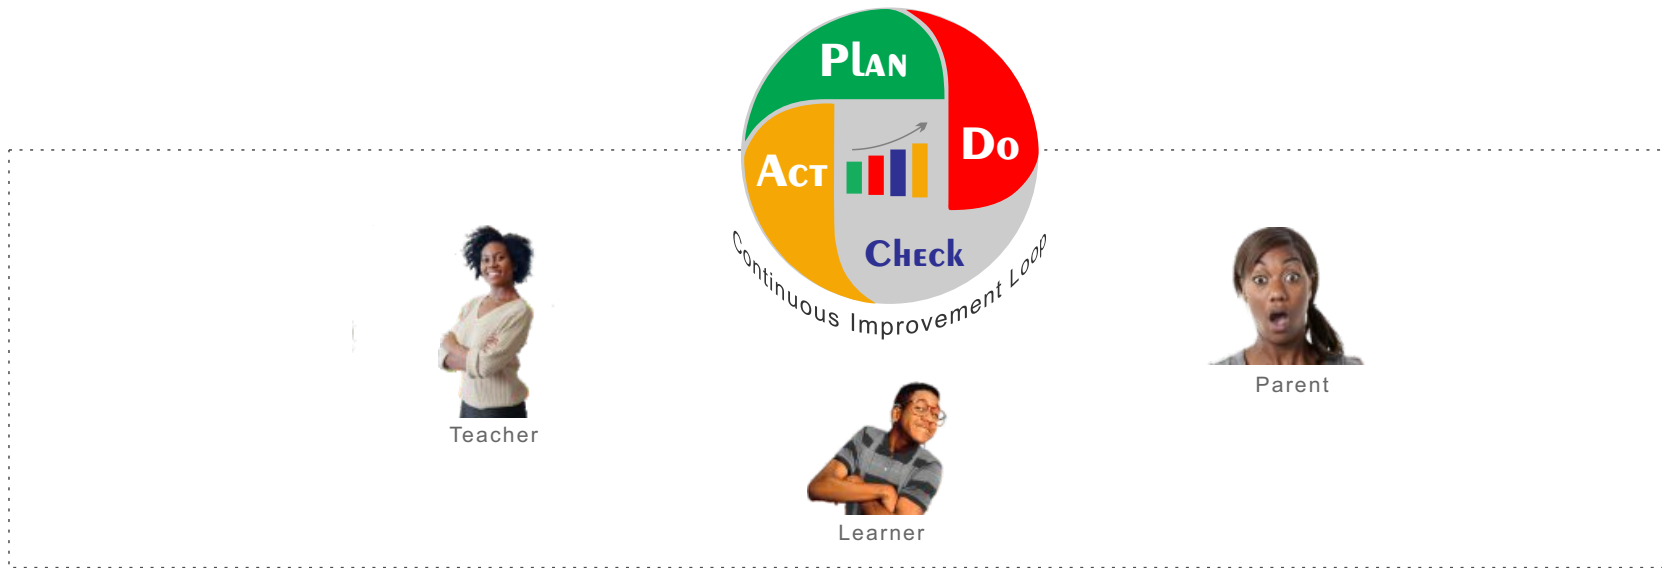 Plan
Do
Act
Check
Continuous Improvement Loop
Parent
Teacher
Learner